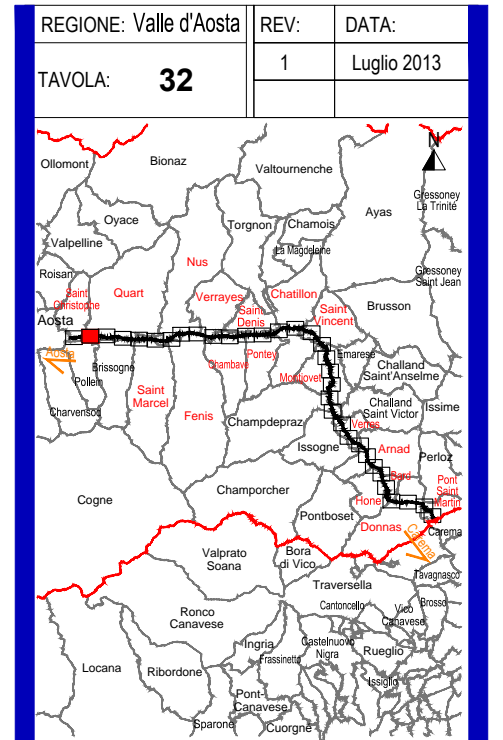 REGIONE: Valle d'Aosta
REV:
DATA:
TAVOLA: 32
1
Luglio 2013
N
Ollomont
Bionaz
Valtournenche
Gressoney
La Trinité
Ayas
Oyace
Torgnon
Chamois
Valpelline
La Magdeleine
Nus
Roisan
Gressoney
Saint Jean
Saint
Christophe
Quart
Verrayes
Chatillon
Saint
Denis
Saint
Vincent
Brusson
Aosta
Aosta
Brissogne
Chambave
Pontey
Emarese
Pollein
Challand
Saint'Anselme
Saint
Marcel
Montjovet
Charvensod
Fenis
Challand
Saint Victor
Issime
Champdepraz
Verres
Issogne
Arnad
Perloz
Bard
Pont
Saint
Martin
Cogne
Champorcher
Hone
Pontboset
Donnas
Carema
Carema
Valprato
Soana
Bora
di Vico
Tavagnasco
Traversella
Ronco
Canavese
Cantoncello
Vico
Canavese
Brosso
Ingria
Castelnuovo
Nigra
Rueglio
Frassinetto
Locana
Ribordone
Issiglio
Pont-
Canavese
Sparone
Cuorgne'